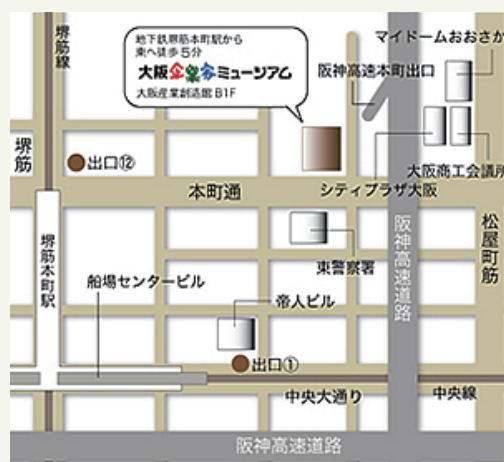 堺筋線
地下鉄堺筋本町駅から
東へ徒歩5分
大阪企業家ミュージアム
大阪産業創造館 B1F
マイドームおおさか
阪神高速本町出口
堺筋
出口⑫
大阪商工会議所
シティプラザ大阪
本町通
松屋町筋
阪神高速道路
堺筋本町駅
東警察署
船場センタービル
帝人ビル
出口①
中央大通り
中央線
阪神高速道路